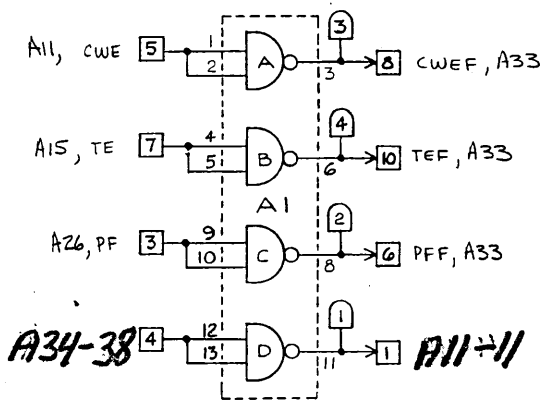 3
A11, CWE 5 1 2 A 3 8 CWEF, A33
4
A15, TE 7 4 5 B 6 10 TEF, A33
A1
2
A26, PF 3 9 10 C 8 6 PFF, A33
1
A34-38 4 12 13 D 11 1 A11-11